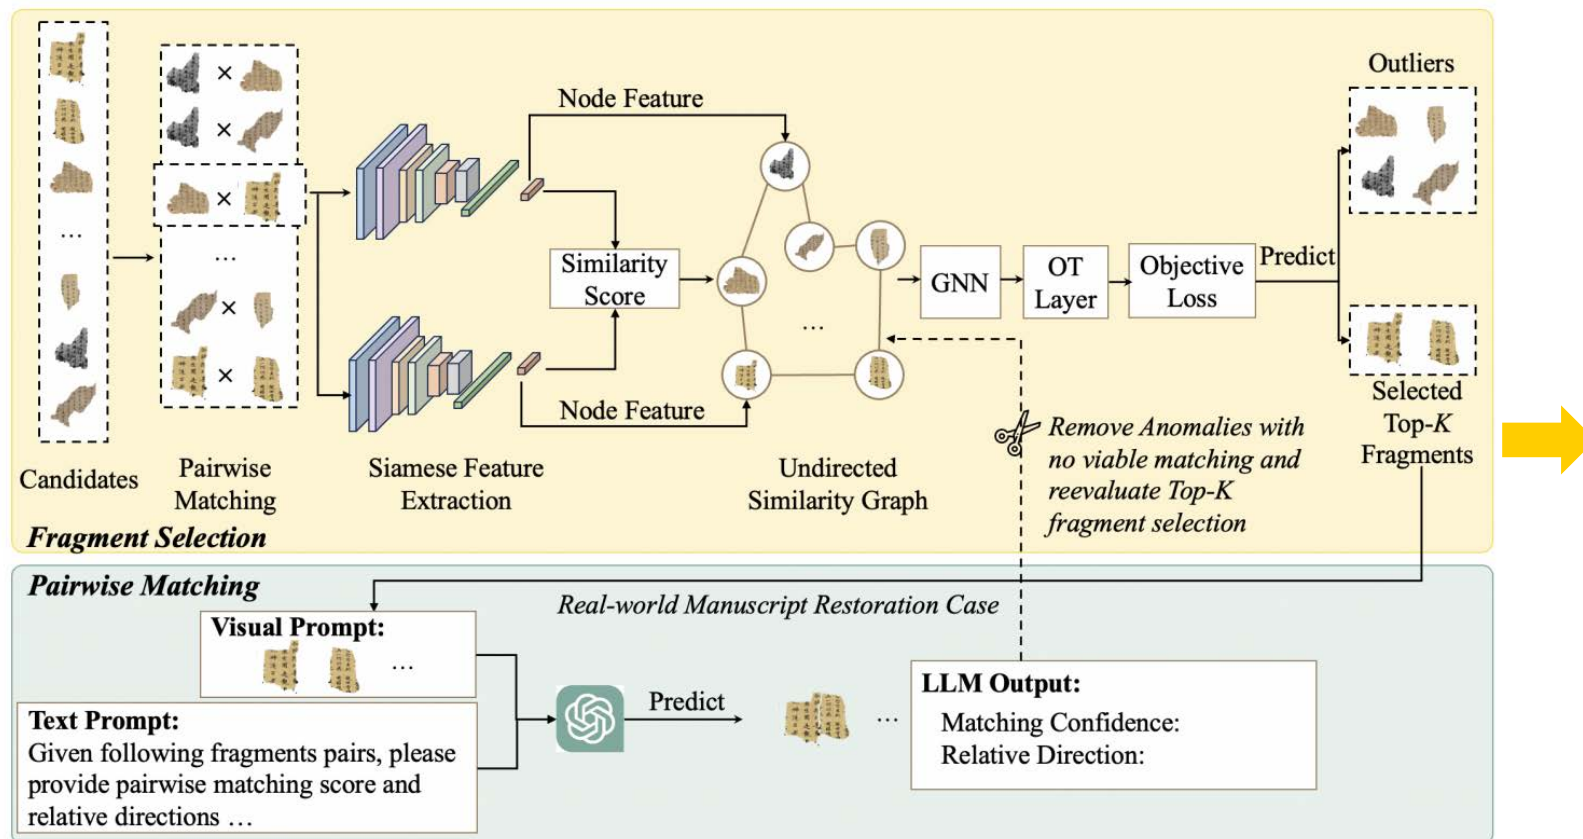 Candidates
...
×
×
×
...
×
×
Pairwise
Matching
Node Feature
Similarity
Score
Node Feature
Siamese Feature
Extraction
...
Undirected
Similarity Graph
GNN
OT
Layer
Objective
Loss
Predict
Outliers
Selected
Top-K
Fragments
Remove Anomalies with
no viable matching and
reevaluate Top-K
fragment selection
Fragment Selection
Pairwise Matching
Real-world Manuscript Restoration Case
Visual Prompt:
...
Text Prompt:
Given following fragments pairs, please
provide pairwise matching score and
relative directions ...
Predict
...
LLM Output:
Matching Confidence:
Relative Direction: